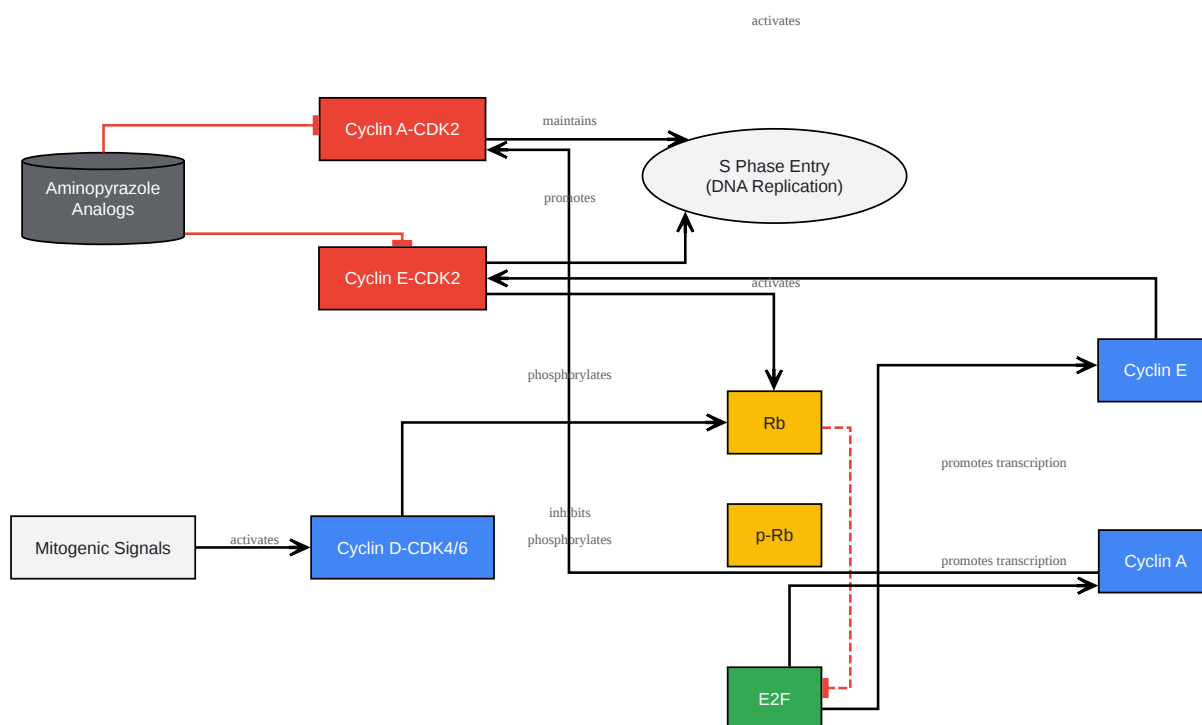 activates
Cyclin A-CDK2
maintains
S Phase Entry
(DNA Replication)
Aminopyrazole
Analogs
promotes
Cyclin E-CDK2
activates
Cyclin E
phosphorylates
Rb
promotes transcription
inhibits
Mitogenic Signals
activates
Cyclin D-CDK4/6
phosphorylates
p-Rb
promotes transcription
Cyclin A
E2F